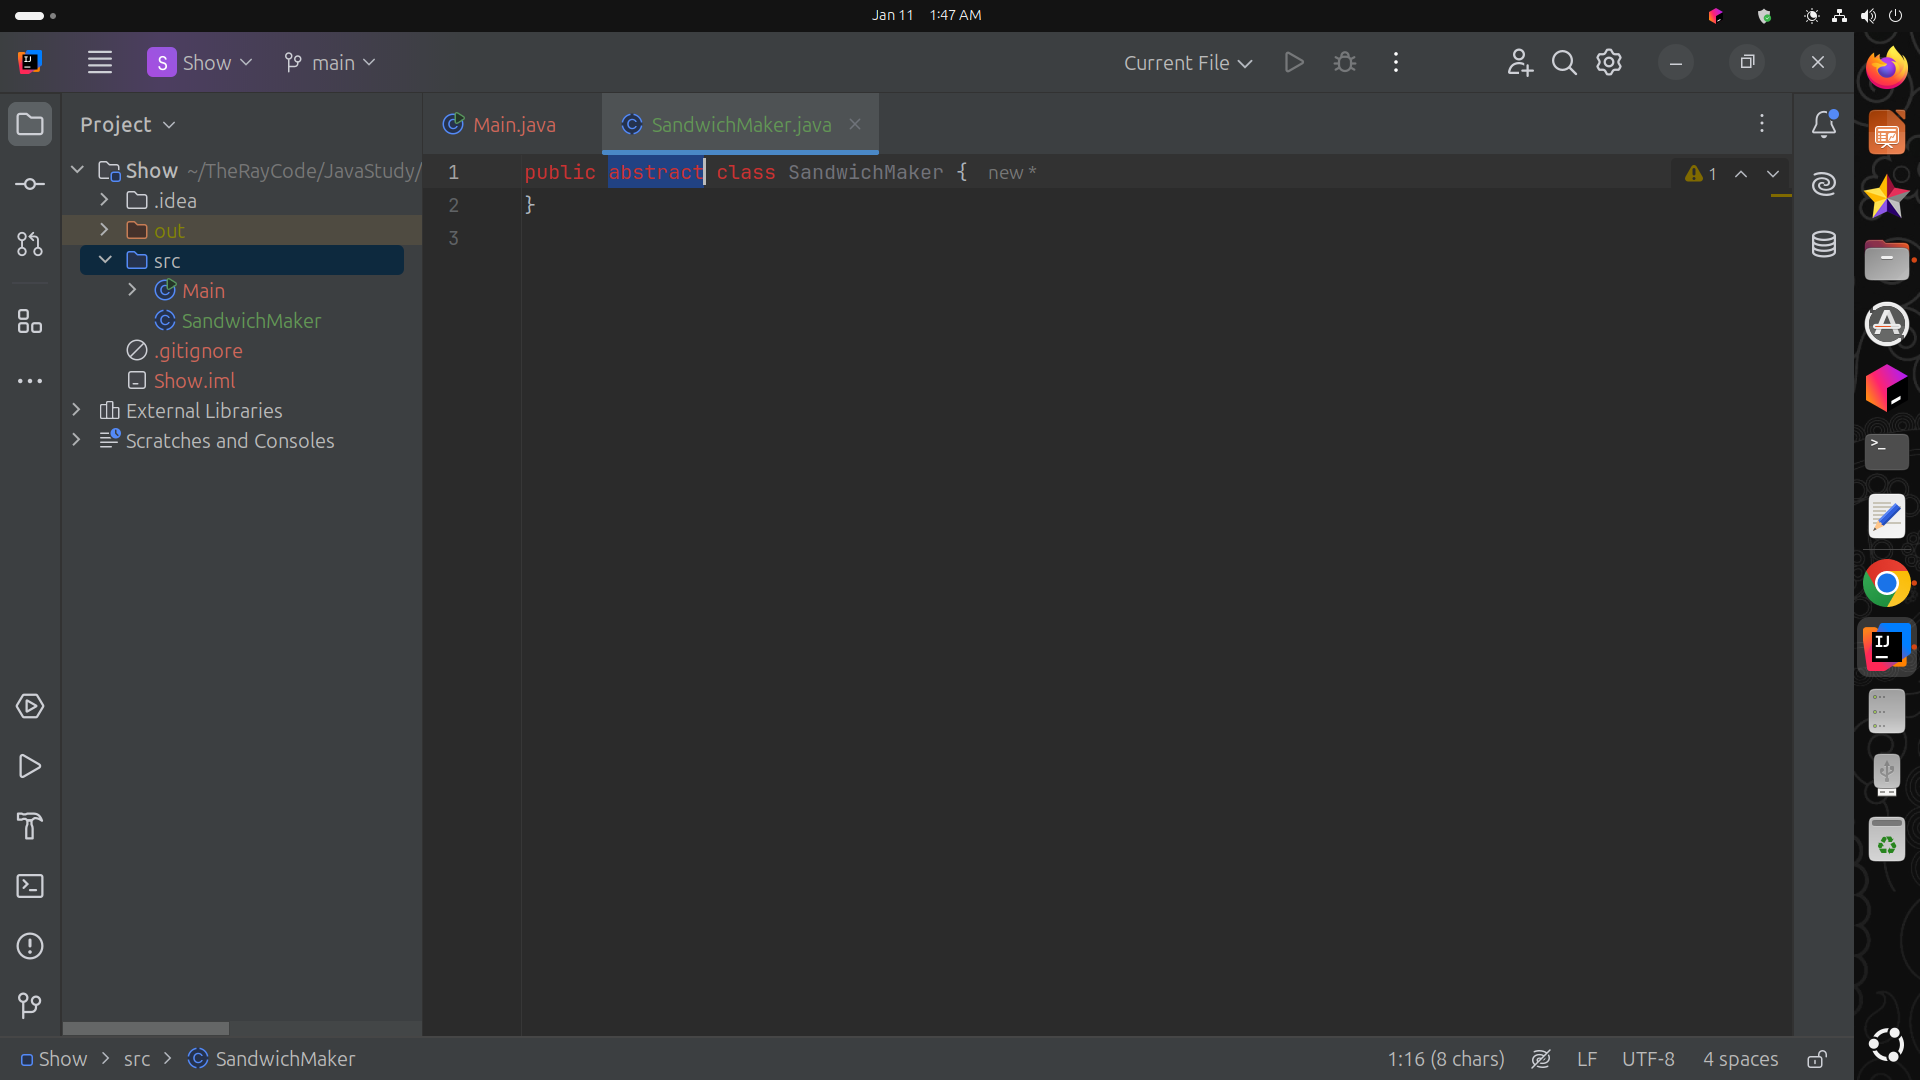 Jan 11 1:47 AM
S Show main Current File
Project
Main.java
SandwichMaker.java
Show ~/TheRayCode/JavaStudy/
.idea
out
src
Main
SandwichMaker
.gitignore
Show.iml
External Libraries
Scratches and Consoles
1 public abstract class SandwichMaker { new *
2 }
3
1
Show > src > SandwichMaker
1:16 (8 chars) LF UTF-8 4 spaces